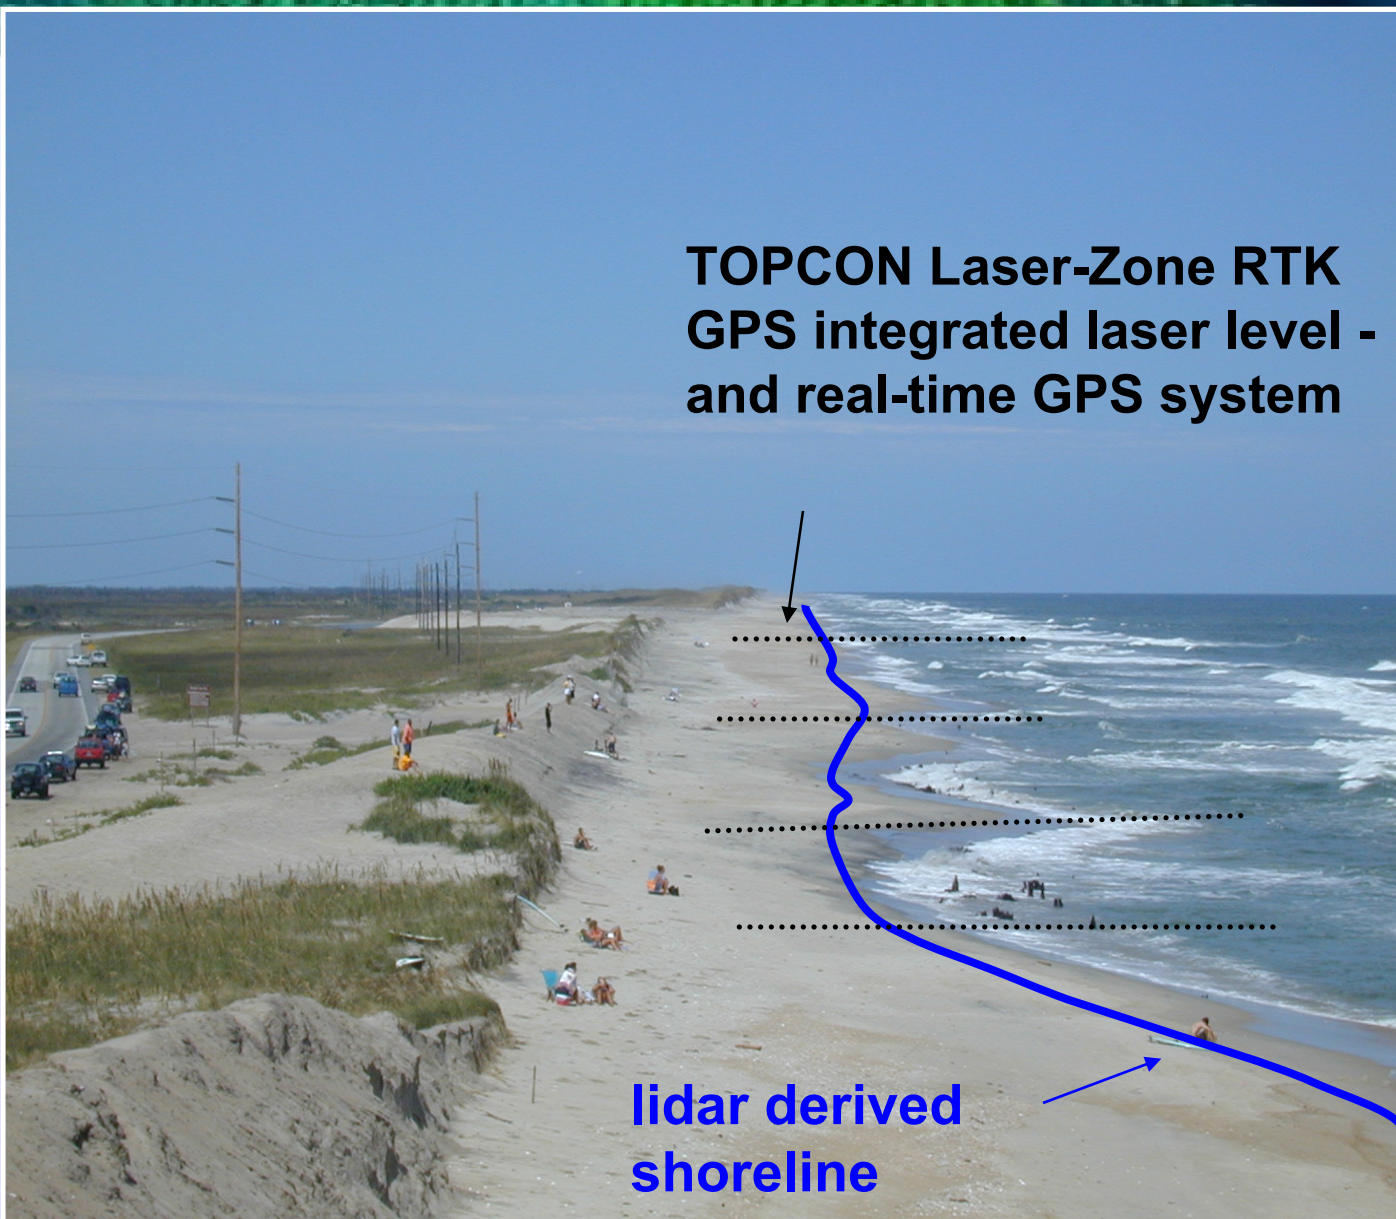 TOPCON Laser-Zone RTK
GPS integrated laser level -
and real-time GPS system
lidar derived
shoreline